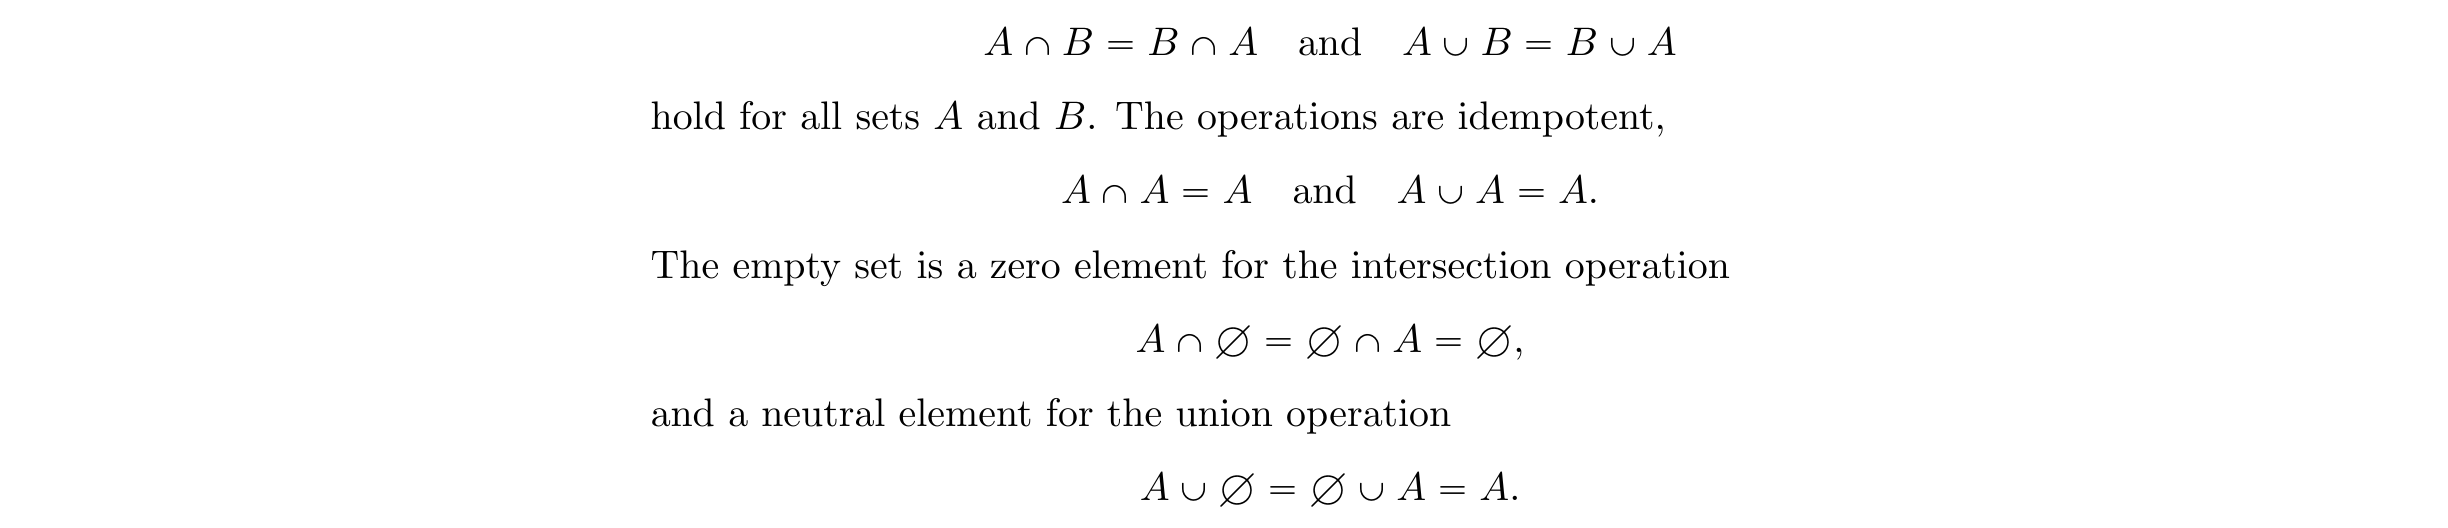 A ∩ B = B ∩ A and A ∪ B = B ∪ A
hold for all sets A and B. The operations are idempotent,
A ∩ A = A and A ∪ A = A.
The empty set is a zero element for the intersection operation
A ∩ ∅ = ∅ ∩ A = ∅,
and a neutral element for the union operation
A ∪ ∅ = ∅ ∪ A = A.